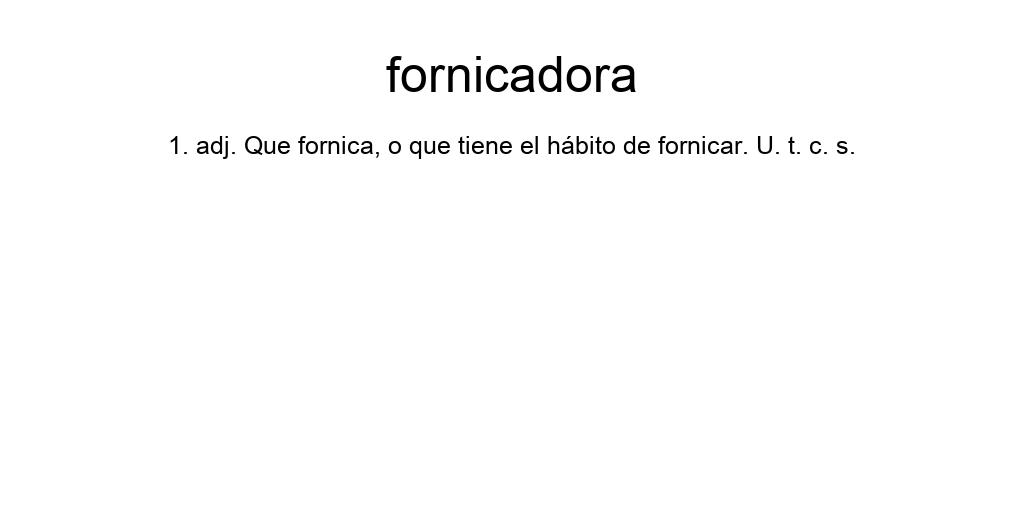 fornicadora
1. adj. Que fornica, o que tiene el hábito de fornicar. U. t. c. s.